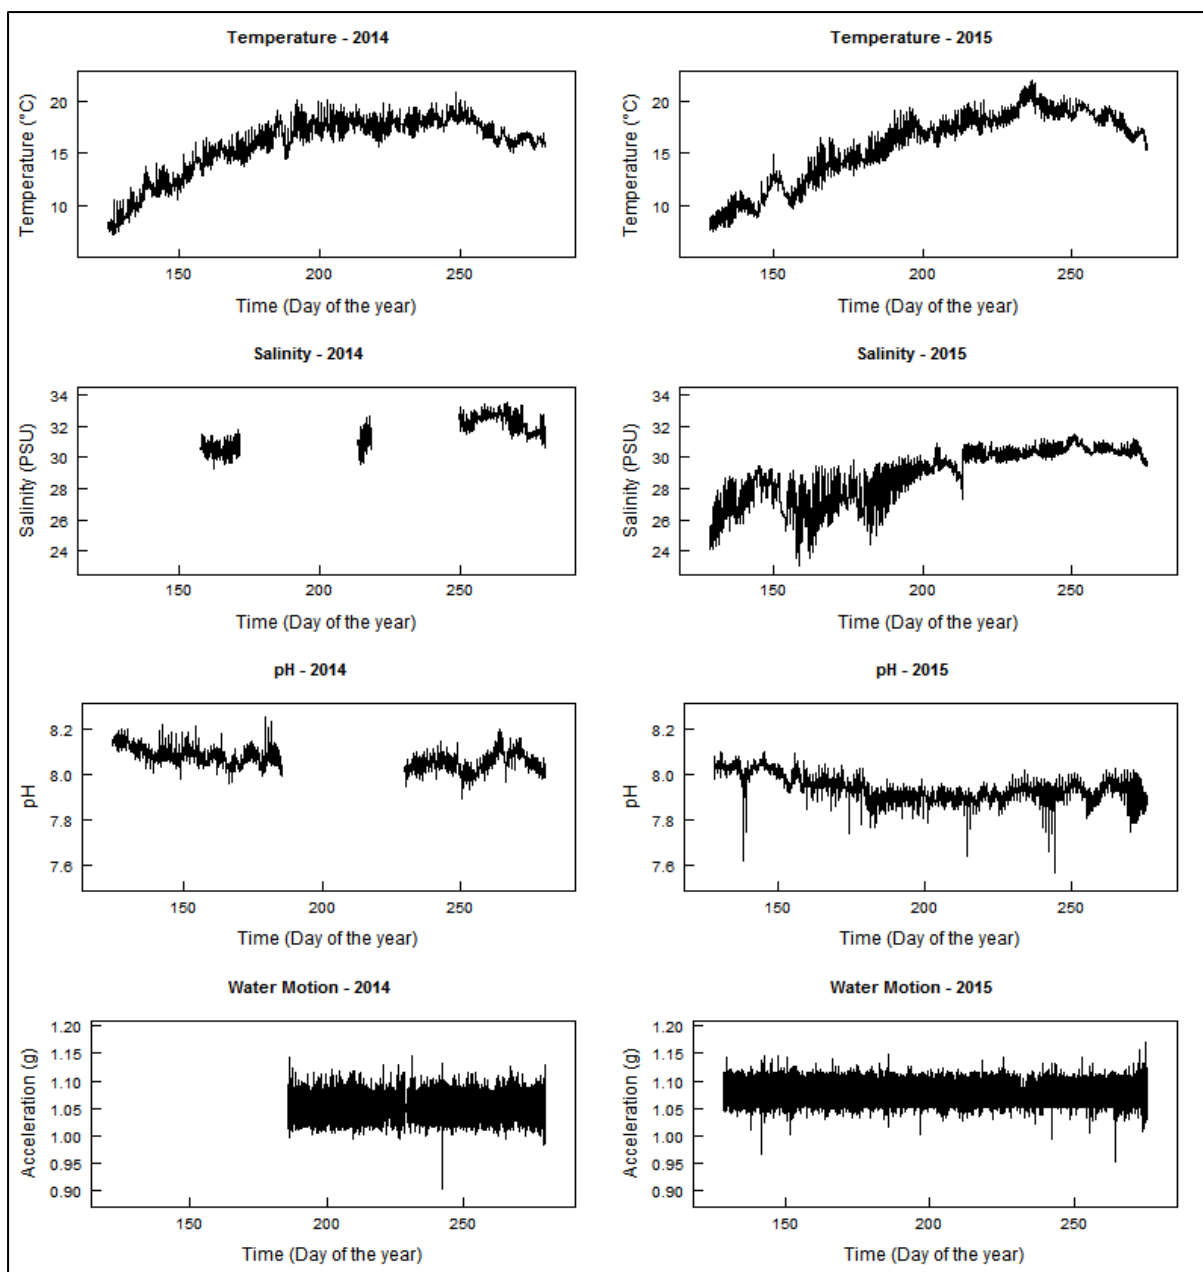 Temperature - 2014
Temperature (°C)
20
15
10
150 200 250
Time (Day of the year)
Temperature - 2015
Temperature (°C)
20
15
10
150 200 250
Time (Day of the year)
Salinity - 2014
Salinity (PSU)
34
32
30
28
26
24
150 200 250
Time (Day of the year)
Salinity - 2015
Salinity (PSU)
34
32
30
28
26
24
150 200 250
Time (Day of the year)
pH - 2014
pH
8.2
8.0
7.8
7.6
150 200 250
Time (Day of the year)
pH - 2015
pH
8.2
8.0
7.8
7.6
150 200 250
Time (Day of the year)
Water Motion - 2014
Acceleration (g)
1.20
1.15
1.10
1.05
1.00
0.95
0.90
150 200 250
Time (Day of the year)
Water Motion - 2015
Acceleration (g)
1.20
1.15
1.10
1.05
1.00
0.95
0.90
150 200 250
Time (Day of the year)